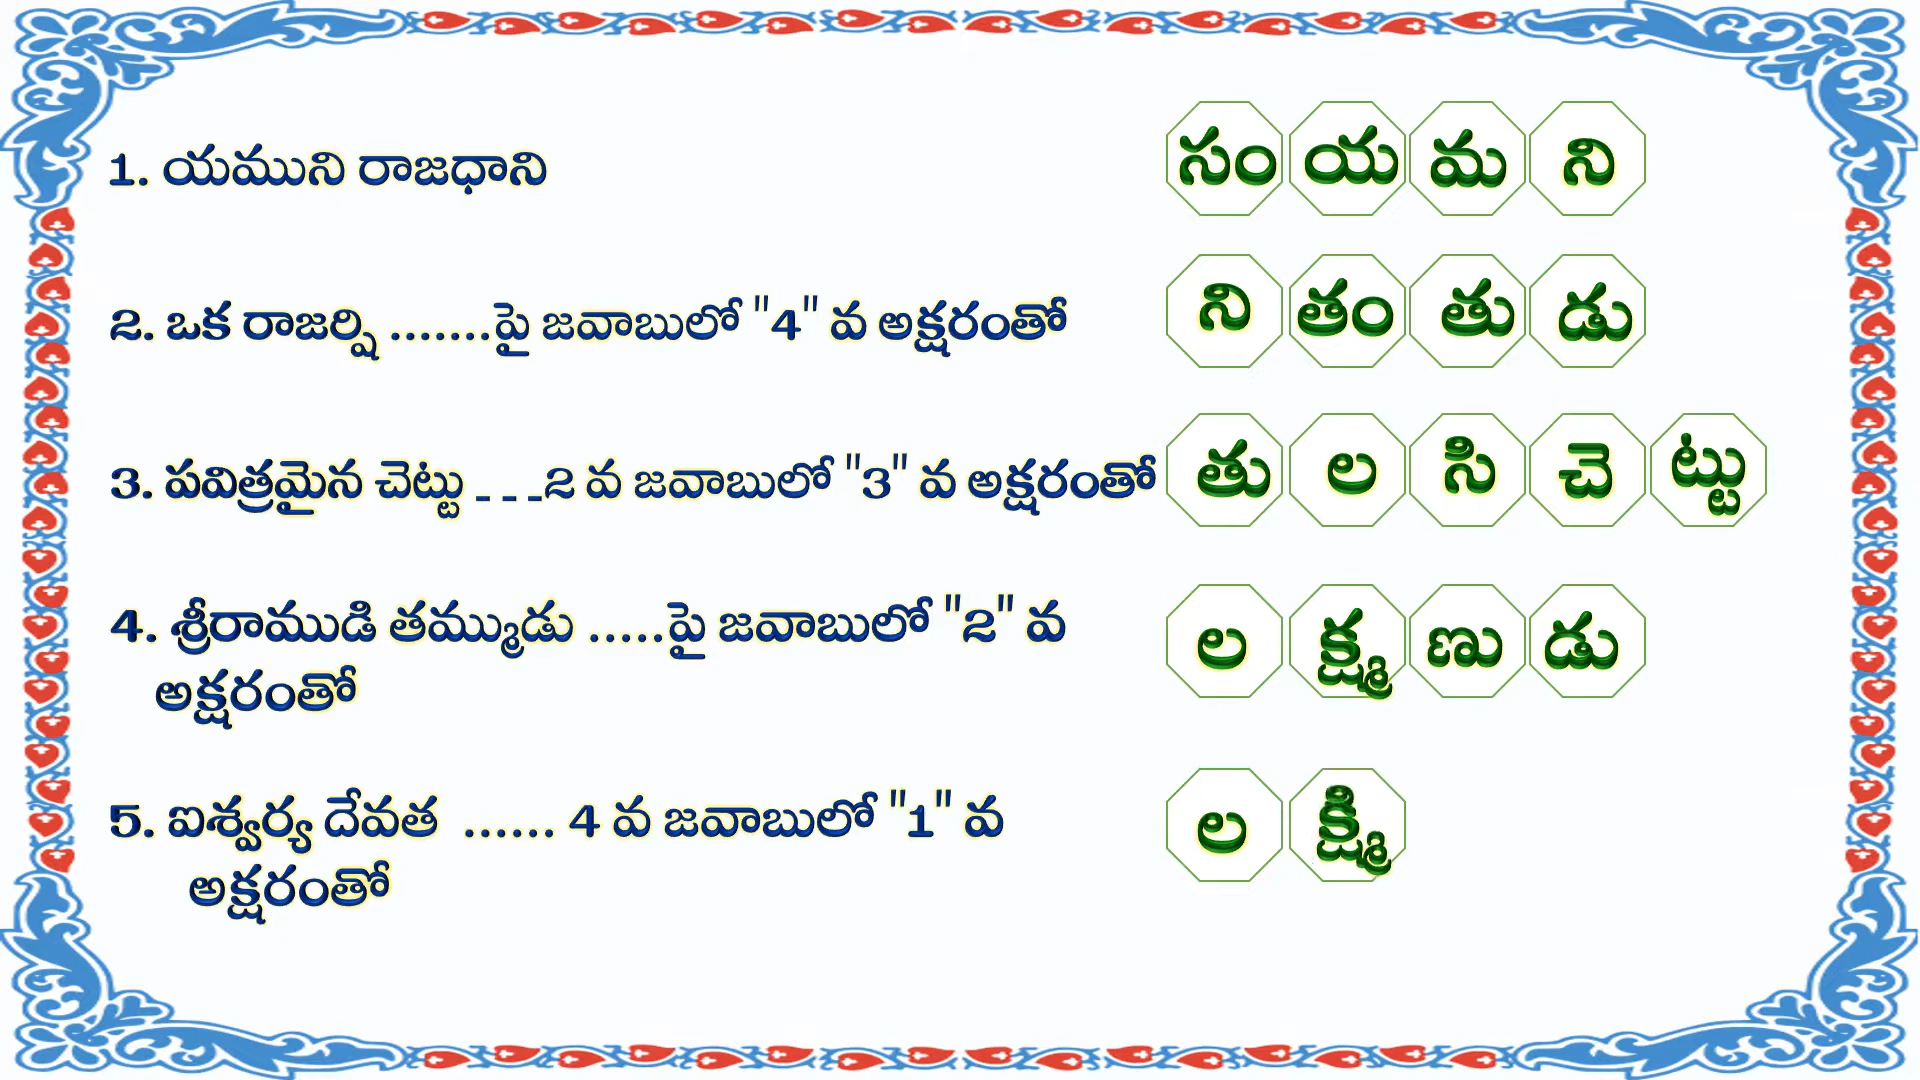 1. యముని రాజధాని సం య మ ని
2. ఒక రాజర్షి .......పై జవాబులో "4" వ అక్షరంతో ని తం తు డు
3. పవిత్రమైన చెట్టు - - -2 వ జవాబులో "3" వ అక్షరంతో తు ల సి చె ట్టు
4. శ్రీరాముడి తమ్ముడు .....పై జవాబులో "2" వ ల క్ష్మ ణు డు
అక్షరంతో
5. ఐశ్వర్య దేవత ...... 4 వ జవాబులో "1" వ ల క్ష్మి
అక్షరంతో